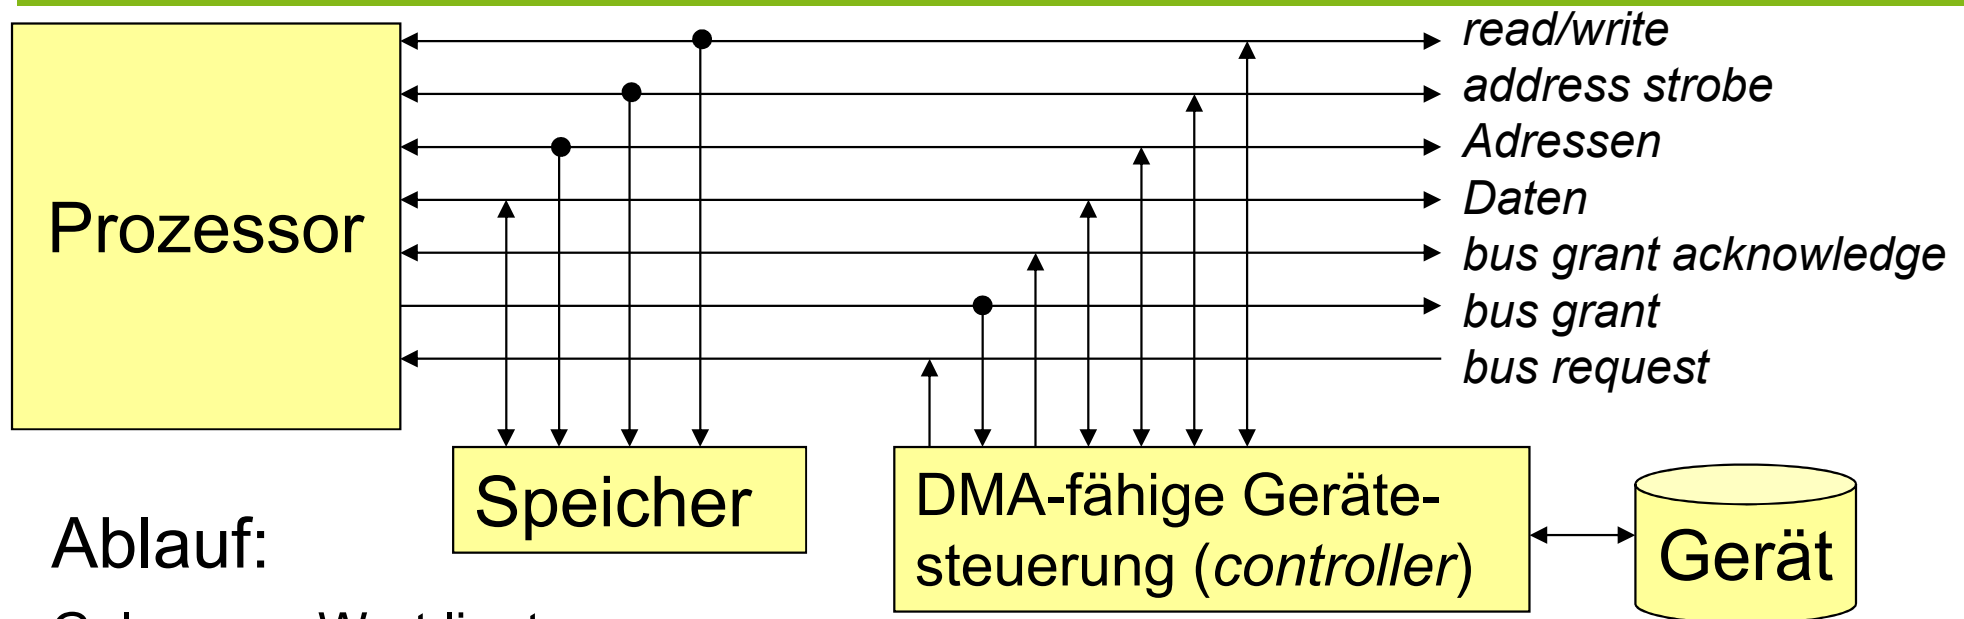 read/write
address strobe
Adressen
Daten
bus grant acknowledge
bus grant
bus request
Prozessor
Speicher
DMA-fähige Geräte-
steuerung (controller)
Gerät
Ablauf: